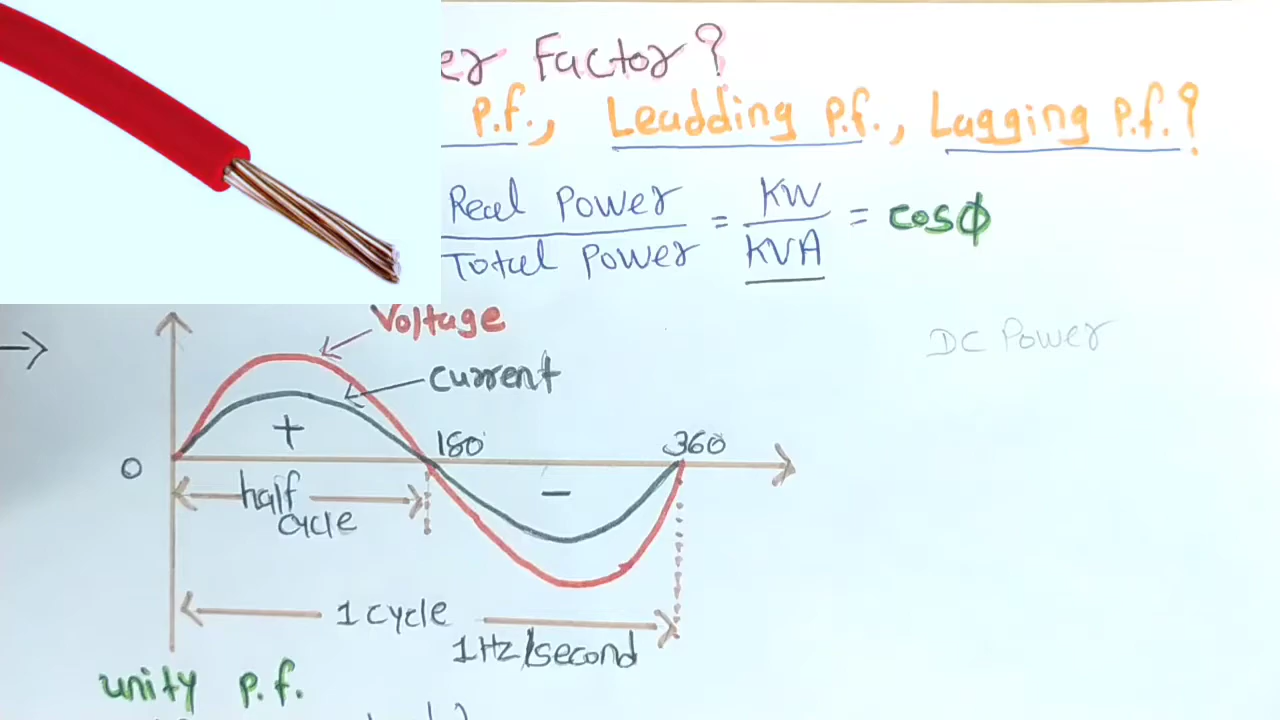 er Factor?
p.f., Leadding p.f., Lagging p.f.?
Real Power = KW = cosϕ
Total Power KVA
DC Power
Voltage
current
+
0 180 360
−
half
cycle
1 cycle
1Hz/second
unity p.f.